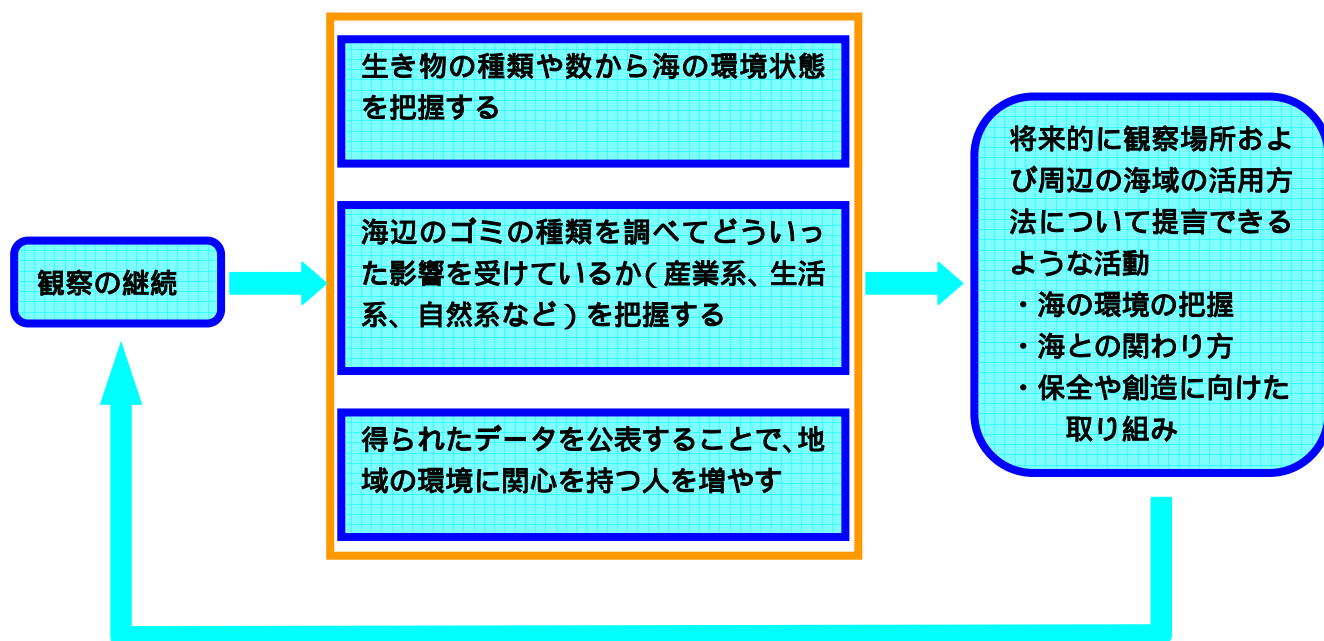 観察の継続
生き物の種類や数から海の環境状態
を把握する
海辺のゴミの種類を調べてどういっ
た影響を受けているか（産業系、生活
系、自然系など）を把握する
得られたデータを公表することで、地
域の環境に関心を持つ人を増やす
将来的に観察場所およ
び周辺の海域の活用方
法について提言できる
ような活動
・海の環境の把握
・海との関わり方
・保全や創造に向けた
取り組み